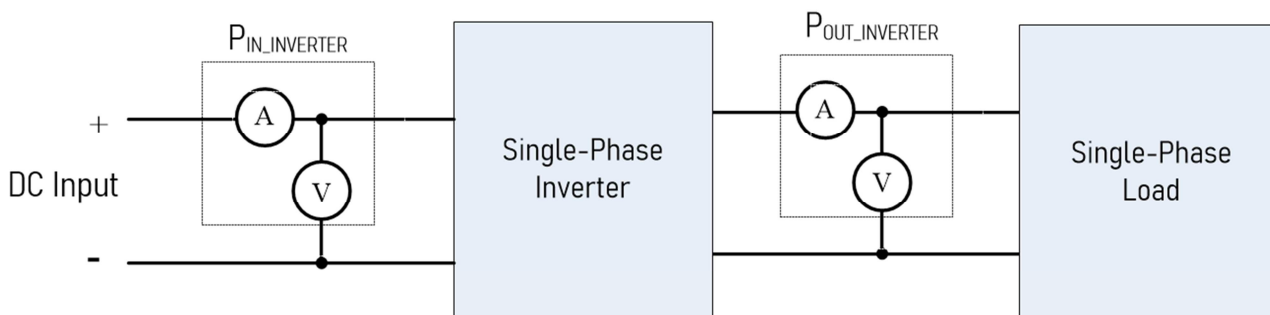 P_IN_INVERTER
A
+
V
DC Input
-
Single-Phase
Inverter
P_OUT_INVERTER
A
V
Single-Phase
Load